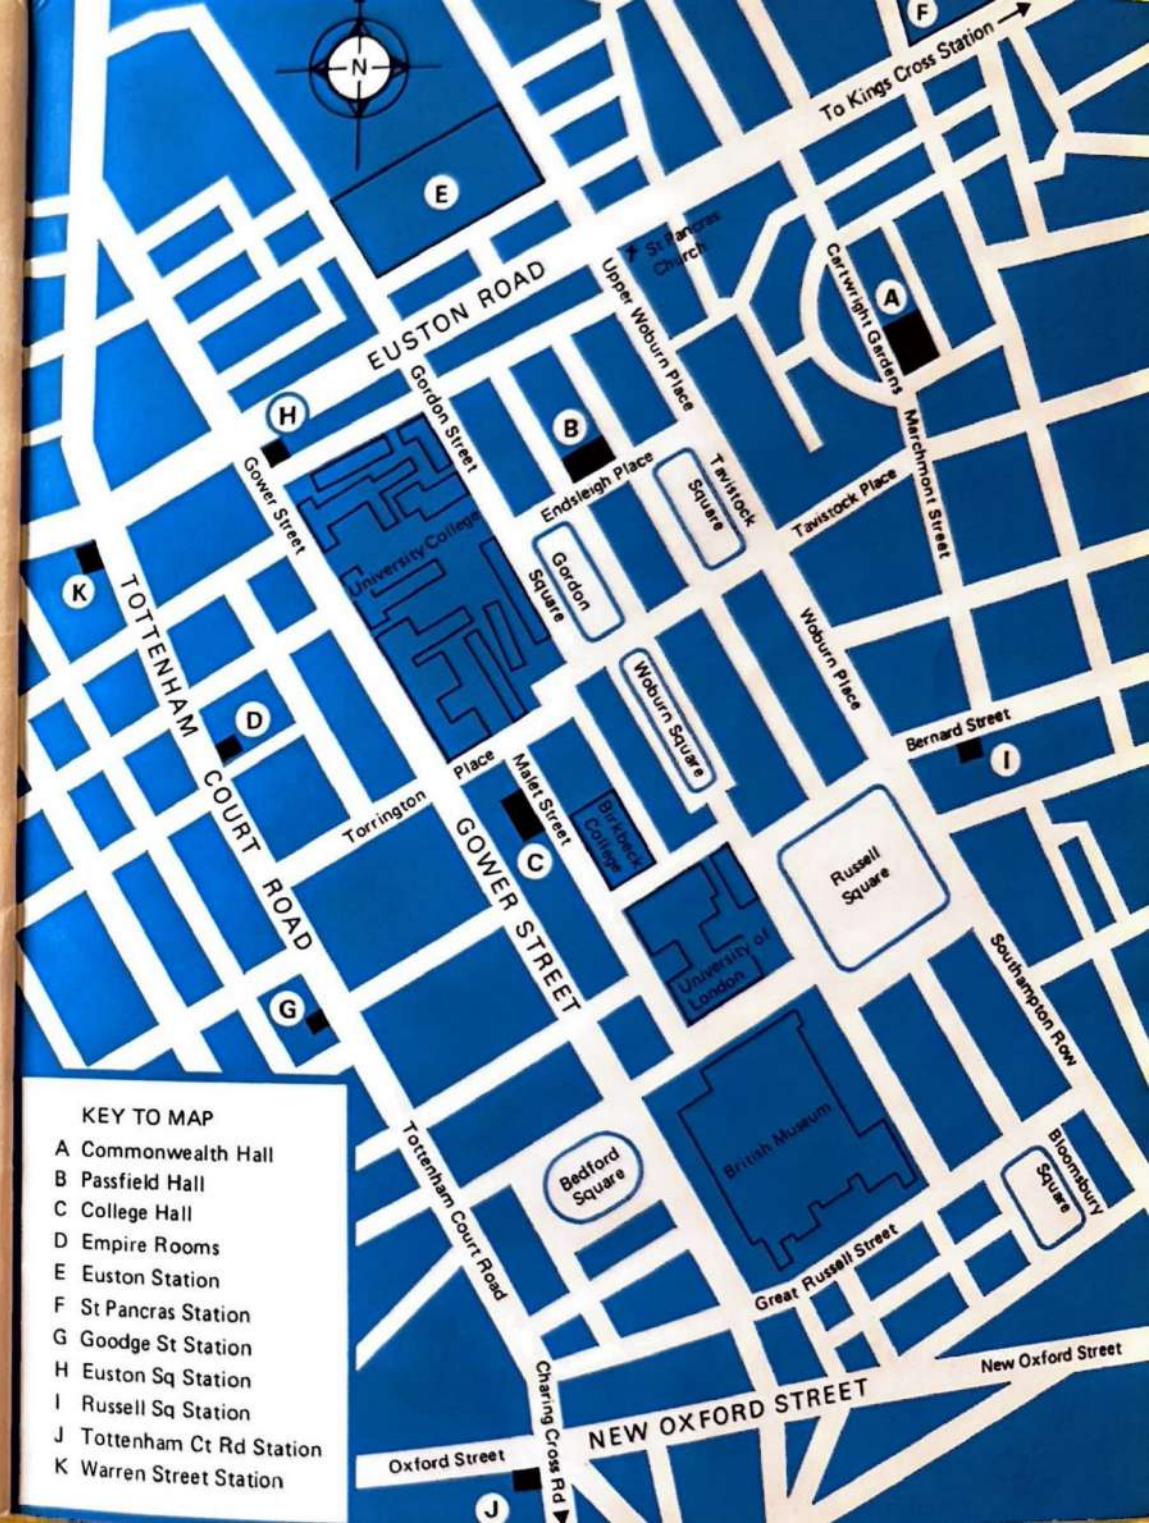 F
To Kings Cross Station
N
E
St Pancras
Church
EUSTON ROAD
Upper Woburn Place
Cartwright Gardens
A
H
Gordon Street
B
Gower Street
Endsleigh Place
Tavistock
Square
Tavistock Place
Marchmont Street
University College
Gordon
Square
K
TOTTENHAM COURT ROAD
Woburn Square
Woburn Place
D
Bernard Street
I
Torrington Place
Malet Street
C
Birkbeck
College
Russell
Square
GOWER STREET
University of
London
Southampton Row
G
British Museum
Bedford
Square
Bloomsbury
Square
Tottenham Court Road
Great Russell Street
New Oxford Street
NEW OXFORD STREET
Charing Cross Rd
Oxford Street
J
KEY TO MAP
A Commonwealth Hall
B Passfield Hall
C College Hall
D Empire Rooms
E Euston Station
F St Pancras Station
G Goodge St Station
H Euston Sq Station
I Russell Sq Station
J Tottenham Ct Rd Station
K Warren Street Station